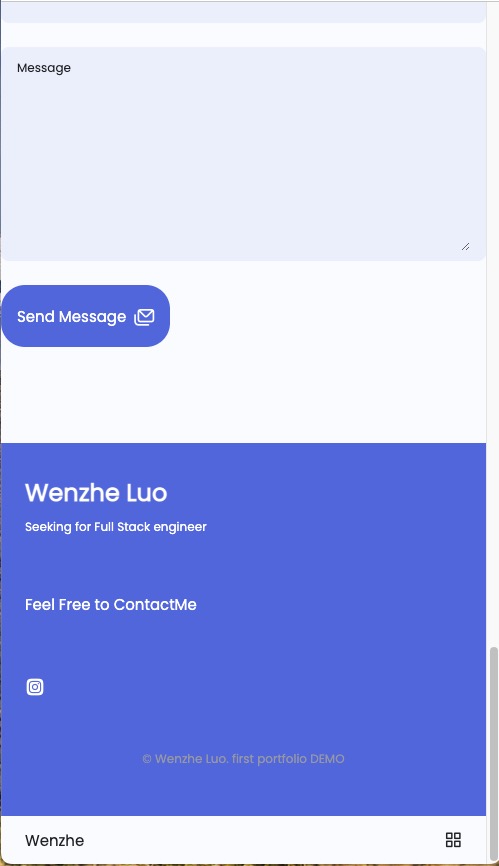 Message
Send Message
Wenzhe Luo
Seeking for Full Stack engineer
Feel Free to ContactMe
© Wenzhe Luo. first portfolio DEMO
Wenzhe